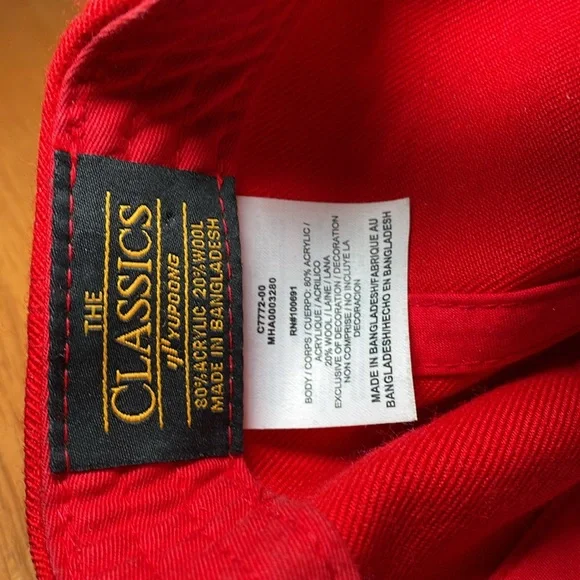 THE
CLASSICS
YUPOONG
80% ACRYLIC 20% WOOL
MADE IN BANGLADESH
C7772-00
MHA0003280
RN#100691
BODY / CORPS / CUERPO: 80% ACRYLIC /
ACRYLIQUE / ACRILICO
20% WOOL / LAINE / LANA
EXCLUSIVE OF DECORATION / DECORATION
NON COMPRISE / NO INCLUYE LA
DECORACION
MADE IN BANGLADESH/FABRIQUE AU
BANGLADESH/HECHO EN BANGLADESH